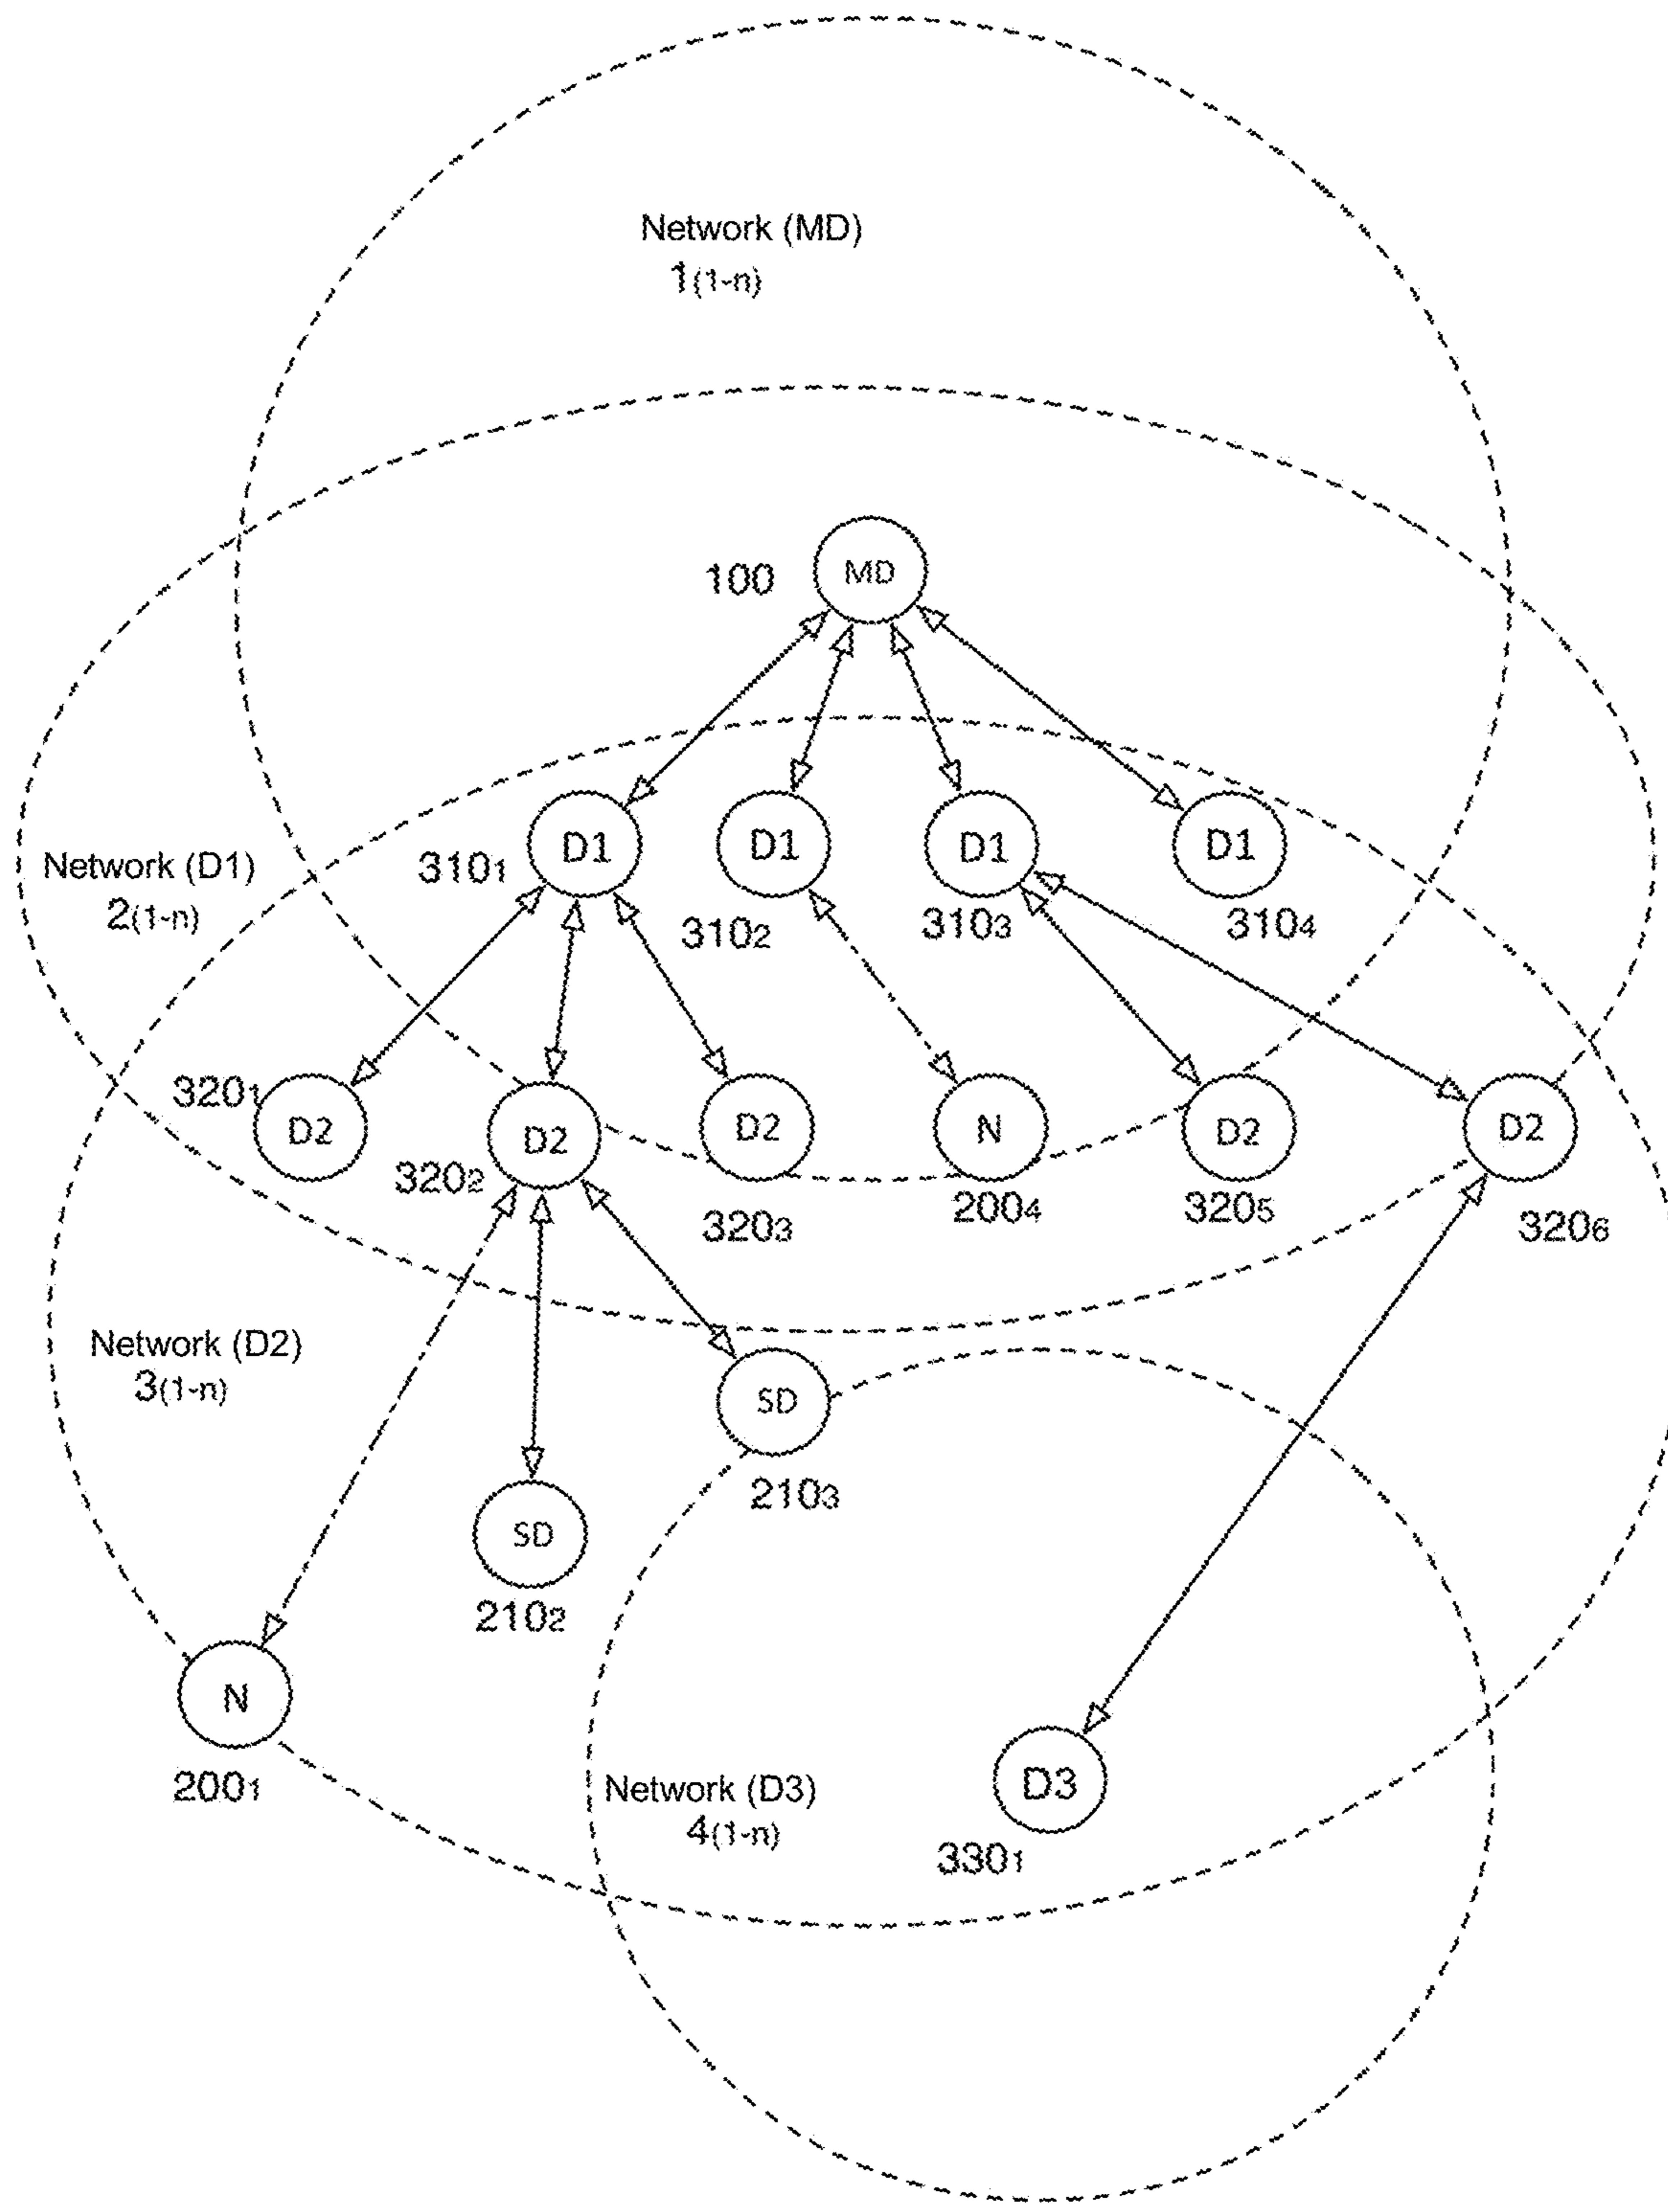 Network (MD)
1(1-n)
100
MD
Network (D1)
2(1-n)
3101
D1
D1
D1
D1
3102
3103
3104
3201
D2
D2
D2
N
D2
D2
3202
3203
2004
3205
3206
Network (D2)
3(1-n)
SD
2103
SD
2102
N
2001
Network (D3)
4(1-n)
D3
3301